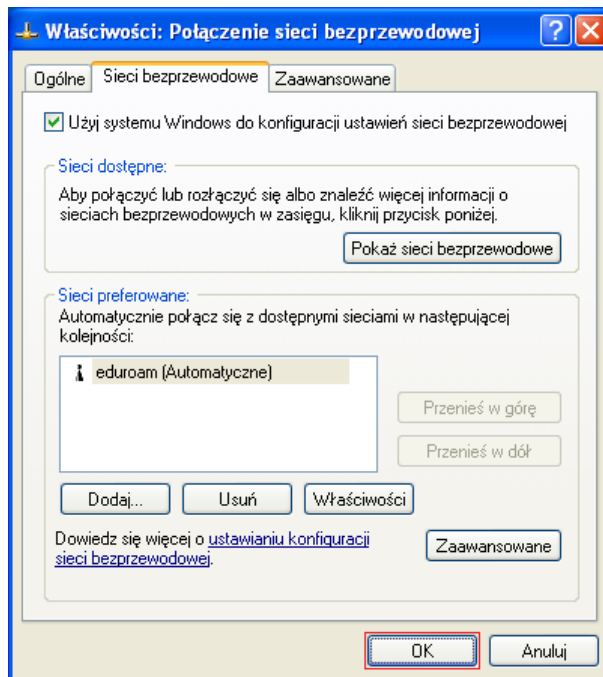 Właściwości: Połączenie sieci bezprzewodowej
Ogólne
Sieci bezprzewodowe
Zaawansowane
Użyj systemu Windows do konfiguracji ustawień sieci bezprzewodowej
Sieci dostępne:
Aby połączyć lub rozłączyć się albo znaleźć więcej informacji o
sieciach bezprzewodowych w zasięgu, kliknij przycisk poniżej.
Pokaż sieci bezprzewodowe
Sieci preferowane:
Automatycznie połącz się z dostępnymi sieciami w następującej
kolejności:
eduroam (Automatyczne)
Przenieś w górę
Przenieś w dół
Dodaj...
Usuń
Właściwości
Dowiedz się więcej o ustawianiu konfiguracji
sieci bezprzewodowej.
Zaawansowane
OK
Anuluj